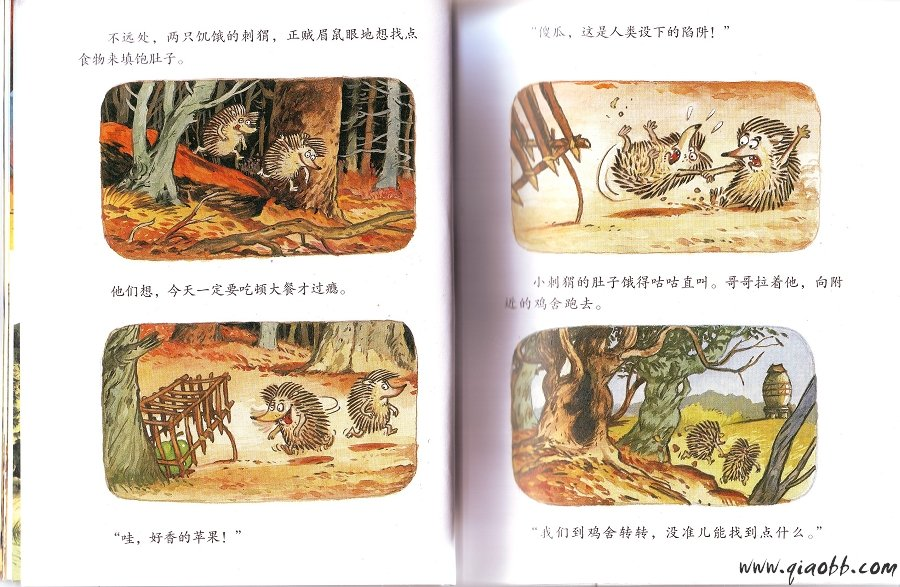 不远处，两只饥饿的刺猬，正贼眉鼠眼地想找点
食物来填饱肚子。
他们想，今天一定要吃顿大餐才过瘾。
“哇，好香的苹果！”
“傻瓜，这是人类设下的陷阱！”
小刺猬的肚子饿得咕咕直叫。哥哥拉着他，向附
近的鸡舍跑去。
“我们到鸡舍转转，没准儿能找到点什么。”
www.qiaobb.com